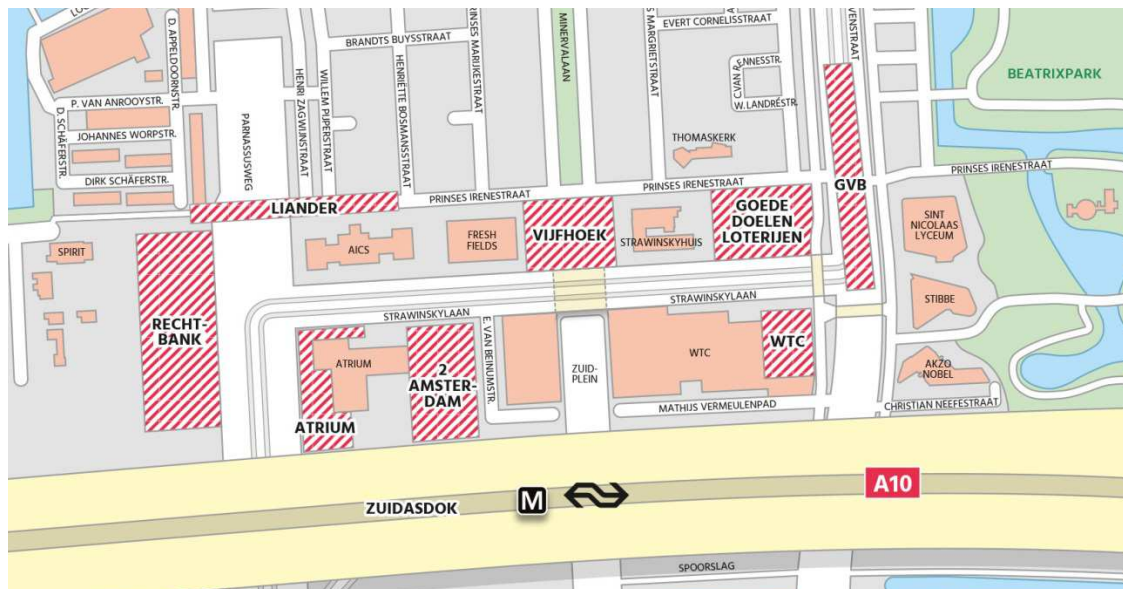 D. APPELDOORNSTR.
MINERVALAAN
EVERT CORNELISSTRAAT
BRANDTS BUYSSTRAAT
PRINSES MARIJKESTRAAT
S MARGRIETSTRAAT
VENSTRAAT
C VAN R
ENNESSTR.
W. LANDRÉSTR.
BEATRIXPARK
P. VAN ANROOYSTR.
JOHANNES WORPSTR.
D. SCHÄFERSTR.
DIRK SCHÄFERSTR.
PARNASSUSWEG
HENRI ZAGWIJNSTRAAT
WILLEM PIJPERSTRAAT
HENRIËTTE BOSMANSSTRAAT
THOMASKERK
PRINSES IRENESTRAAT
PRINSES IRENESTRAAT
PRINSES IRENESTRAAT
LIANDER
GVB
SPIRIT
AICS
FRESH
FIELDS
VIJFHOEK
STRAWINSKYHUIS
GOEDE
DOELEN
LOTERIJEN
SINT
NICOLAAS
LYCEUM
STIBBE
STRAWINSKYLAAN
STRAWINSKYLAAN
RECHT-
BANK
ATRIUM
ATRIUM
2
AMSTER-
DAM
E. VAN BEINUMSTR.
ZUID-
PLEIN
WTC
WTC
AKZO
NOBEL
MATHIJS VERMEULENPAD
CHRISTIAN NEEFESTRAAT
ZUIDASDOK
M
A10
SPOORSLAG